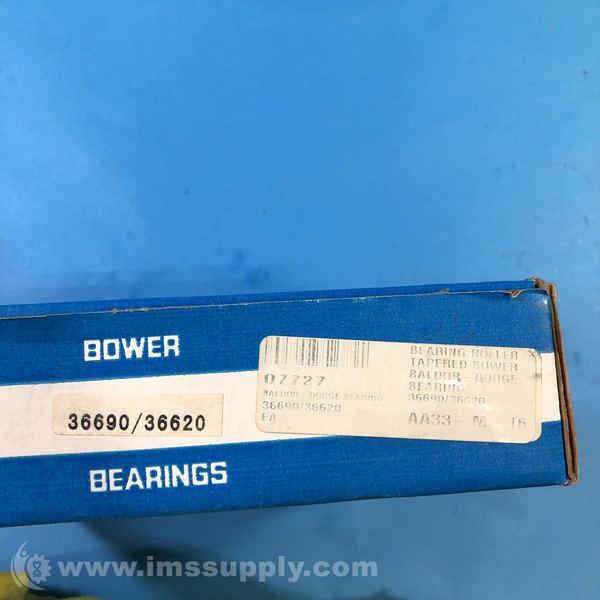 BOWER
36690/36620
BEARINGS
07727
BALDOR - DODGE BEARING
36690/36620
EA
BEARING ROLLER
TAPERED BOWER
BALDOR - DODGE
BEARING
36690/36620
AA33 - M 16
www.imssupply.com